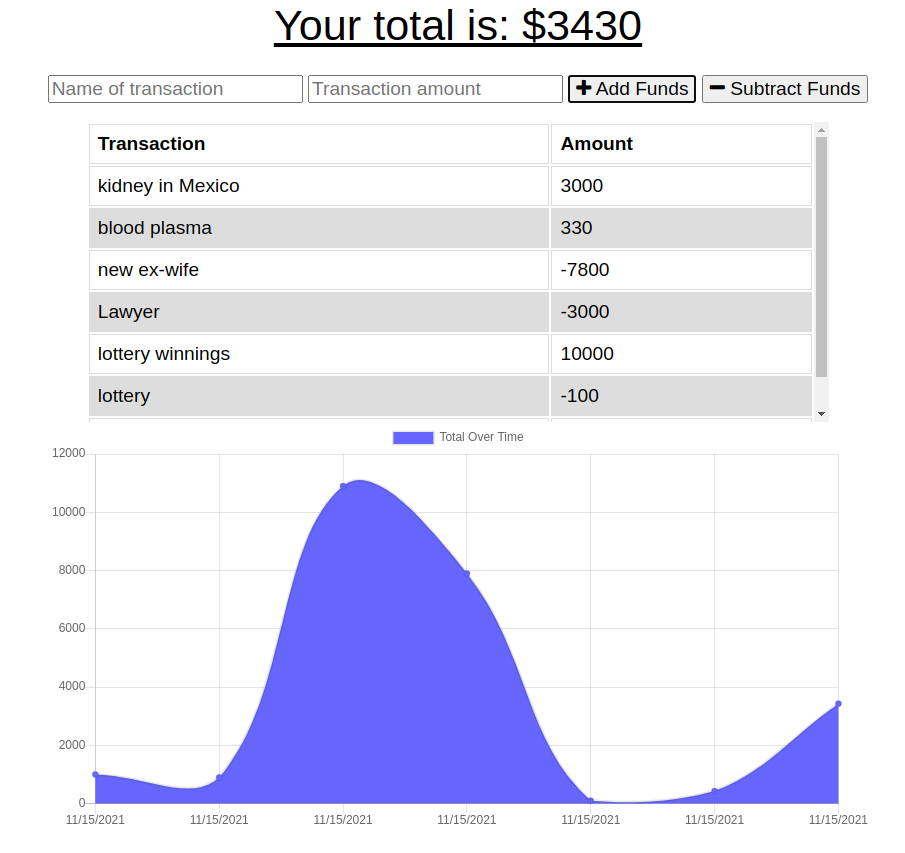 Your total is: $3430
Name of transaction Transaction amount Add Funds Subtract Funds
Transaction Amount
kidney in Mexico 3000
blood plasma 330
new ex-wife -7800
Lawyer -3000
lottery winnings 10000
lottery -100
Total Over Time
12000
10000
8000
6000
4000
2000
0
11/15/2021 11/15/2021 11/15/2021 11/15/2021 11/15/2021 11/15/2021 11/15/2021